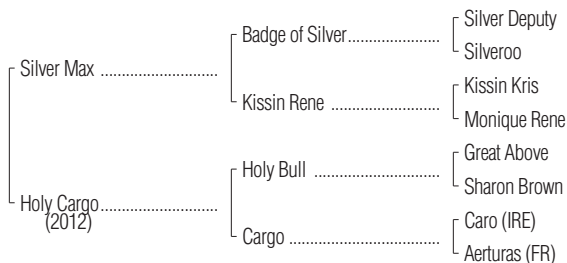 Silver Deputy
Badge of Silver......................
Silveroo
Silver Max ............................
Kissin Kris
Kissin Rene ..........................
Monique Rene
Great Above
Holy Bull ..............................
Sharon Brown
Holy Cargo............................
(2012)
Caro (IRE)
Cargo ....................................
Aerturas (FR)